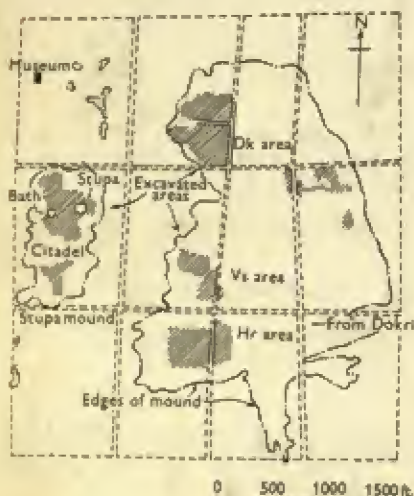 N
Museum
Dk area
Stupa
Bath
Excavated
areas
Citadel
Vs area
Stupa mound
Hr area
From Dokri
Edges of mound
0 500 1000 1500 ft